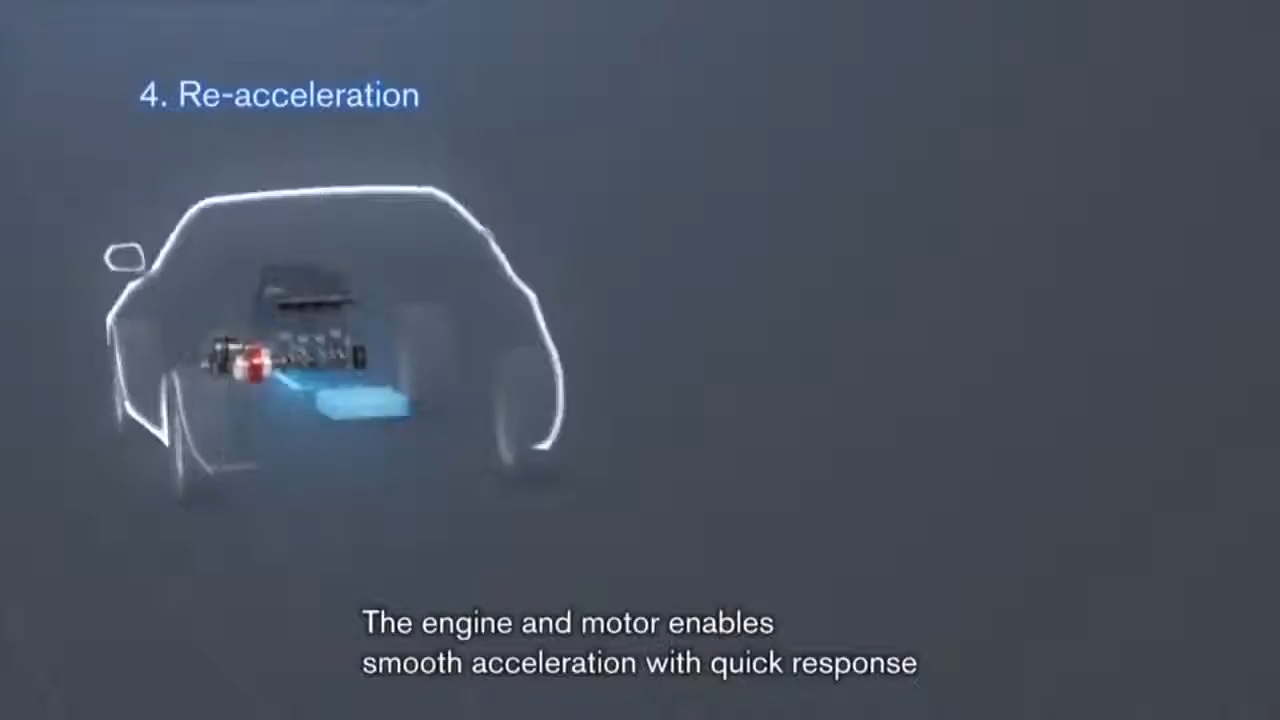 4. Re-acceleration
The engine and motor enables
smooth acceleration with quick response